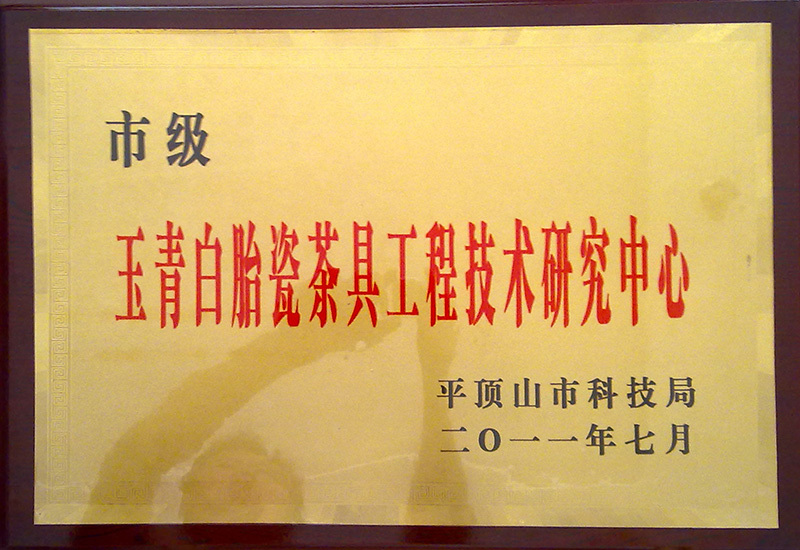 市级
玉青白胎瓷茶具工程技术研究中心
平顶山市科技局
二〇一一年七月